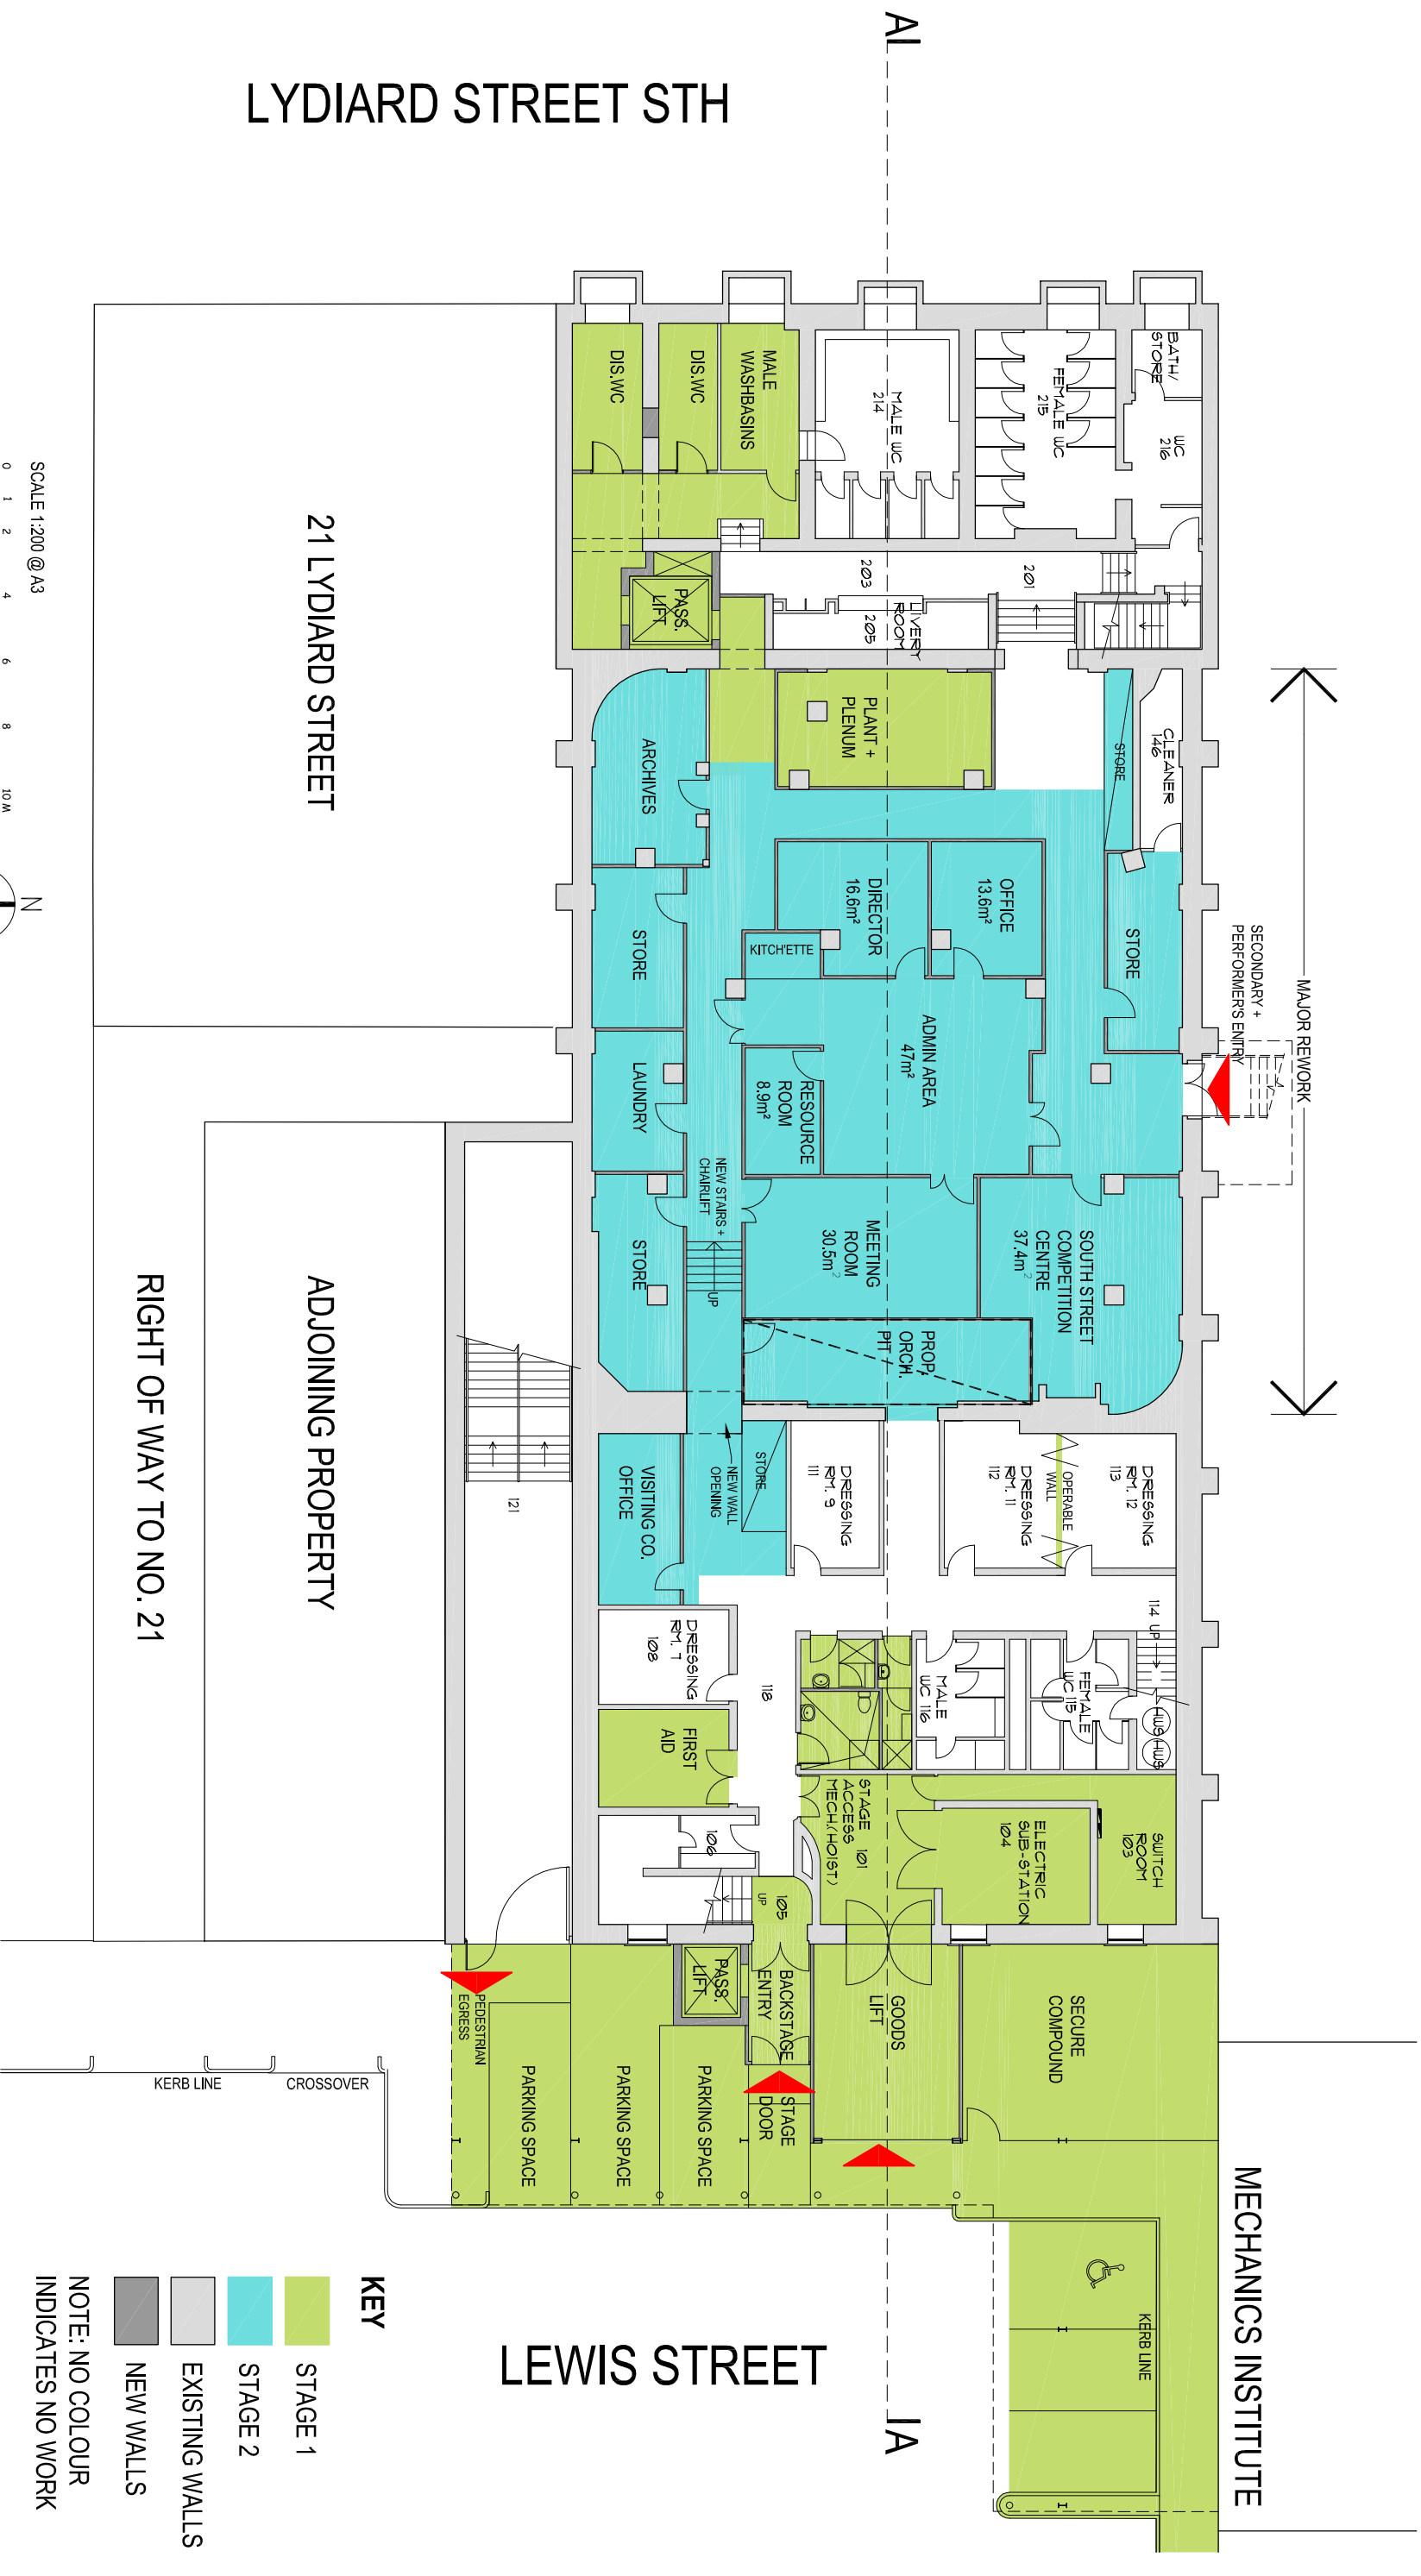 LYDIARD STREET STH
A
BATH/
STORE
WC
216
FEMALE WC
215
MALE WC
214
MALE
WASHBASINS
DIS.WC
DIS.WC
201
203
LIVERY
ROOM
205
PASS.
LIFT
PLANT +
PLENUM
STORE
CLEANER
146
ARCHIVES
STORE
OFFICE
13.6m²
DIRECTOR
16.6m²
KITCH'ETTE
STORE
SECONDARY +
PERFORMER'S ENTRY
MAJOR REWORK
ADMIN AREA
47m²
RESOURCE
ROOM
8.9m²
LAUNDRY
NEW STAIRS +
CHAIRLIFT
UP
MEETING
ROOM
30.5m²
SOUTH STREET
COMPETITION
CENTRE
37.4m²
STORE
PROP.
ORCH.
PIT
21 LYDIARD STREET
SCALE 1:200 @ A3
0 1 2 4 6 8 10 M
N
ADJOINING PROPERTY
RIGHT OF WAY TO NO. 21
121
VISITING CO.
OFFICE
NEW WALL
OPENING
STORE
DRESSING
RM. 9
111
DRESSING
RM. 11
112
OPERABLE
WALL
DRESSING
RM. 12
113
114 UP
DRESSING
RM. 7
108
118
MALE
WC 116
FEMALE
WC 115
HWS
HWS
FIRST
AID
106
STAGE
ACCESS 101
MECH.(HOIST)
ELECTRIC
SUB-STATION
104
SWITCH
ROOM
103
105
UP
PASS.
LIFT
BACKSTAGE
ENTRY
GOODS
LIFT
SECURE
COMPOUND
PEDESTRIAN
EGRESS
PARKING SPACE
PARKING SPACE
PARKING SPACE
STAGE
DOOR
KERB LINE
CROSSOVER
MECHANICS INSTITUTE
KERB LINE
LEWIS STREET
A
KEY
STAGE 1
STAGE 2
EXISTING WALLS
NEW WALLS
NOTE: NO COLOUR
INDICATES NO WORK